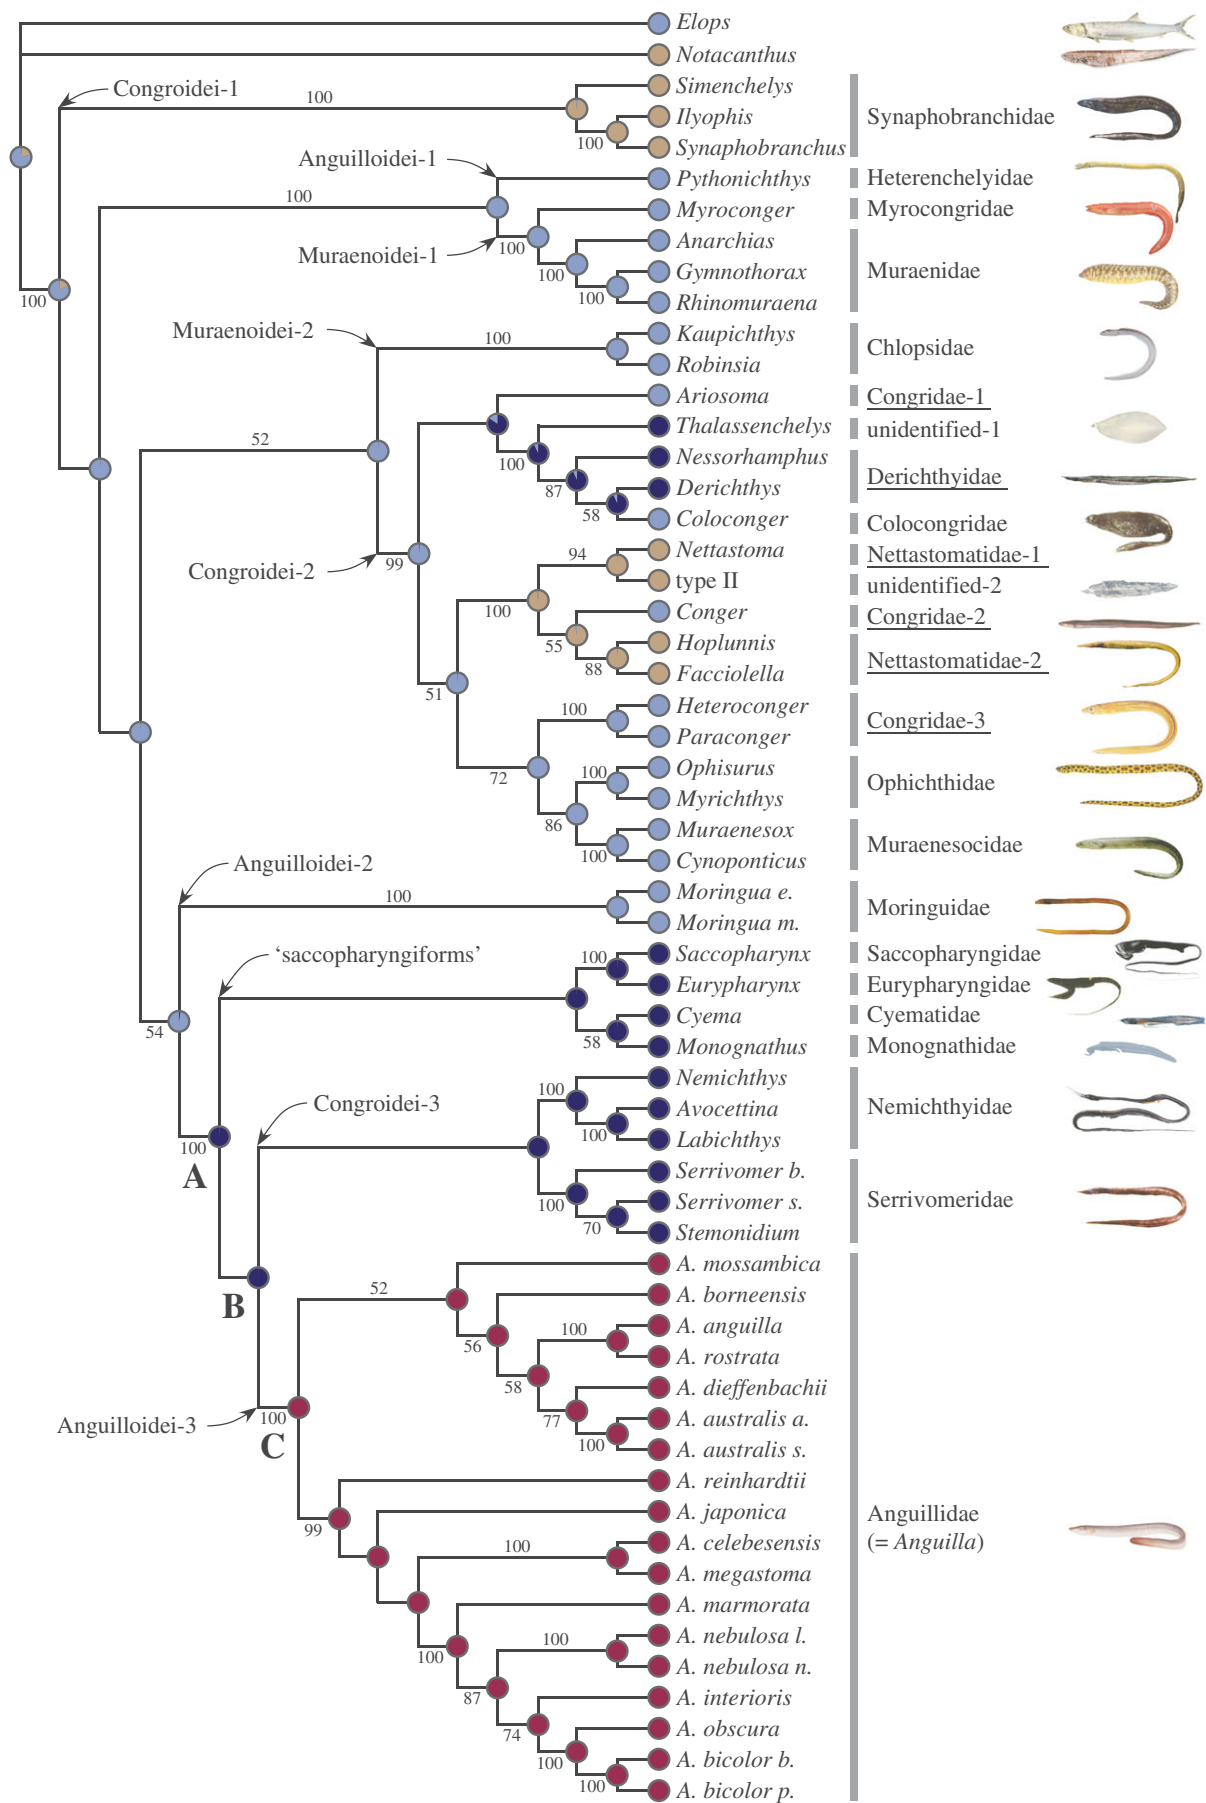 Elops
Notacanthus
Congroidei-1
100
Simenchelys
Ilyophis
100
Synaphobranchus
Synaphobranchidae
Anguilloidei-1
100
Pythonichthys
Heterenchelyidae
Myroconger
Myrocongridae
Muraenoidei-1
100
Anarchias
100
Gymnothorax
Muraenidae
100
Rhinomuraena
100
Muraenoidei-2
100
Kaupichthys
Robinsia
Chlopsidae
Ariosoma
Congridae-1
52
100
Thalassenchelys
unidentified-1
87
Nessorhamphus
58
Derichthys
Derichthyidae
Coloconger
Colocongridae
Congroidei-2
99
94
Nettastoma
Nettastomatidae-1
type II
unidentified-2
100
Conger
Congridae-2
55
Hoplunnis
88
Facciolella
Nettastomatidae-2
51
100
Heteroconger
Paraconger
Congridae-3
72
100
Ophisurus
Myrichthys
Ophichthidae
86
Muraenesox
100
Cynoponticus
Muraenesocidae
Anguilloidei-2
100
Moringua e.
Moringua m.
Moringuidae
54
‘saccopharyngiforms’
100
Saccopharynx
Saccopharyngidae
Eurypharynx
Eurypharyngidae
Cyema
Cyematidae
58
Monognathus
Monognathidae
100
A
Congroidei-3
100
Nemichthys
Avocettina
100
Labichthys
Nemichthyidae
Serrivomer b.
100
Serrivomer s.
70
Stemonidium
Serrivomeridae
B
52
A. mossambica
A. borneensis
56
100
A. anguilla
A. rostrata
58
A. dieffenbachii
77
A. australis a.
100
A. australis s.
Anguilloidei-3
100
C
A. reinhardtii
99
A. japonica
100
A. celebesensis
A. megastoma
Anguillidae
(= Anguilla)
A. marmorata
100
100
A. nebulosa l.
A. nebulosa n.
87
A. interioris
74
A. obscura
100
A. bicolor b.
100
A. bicolor p.